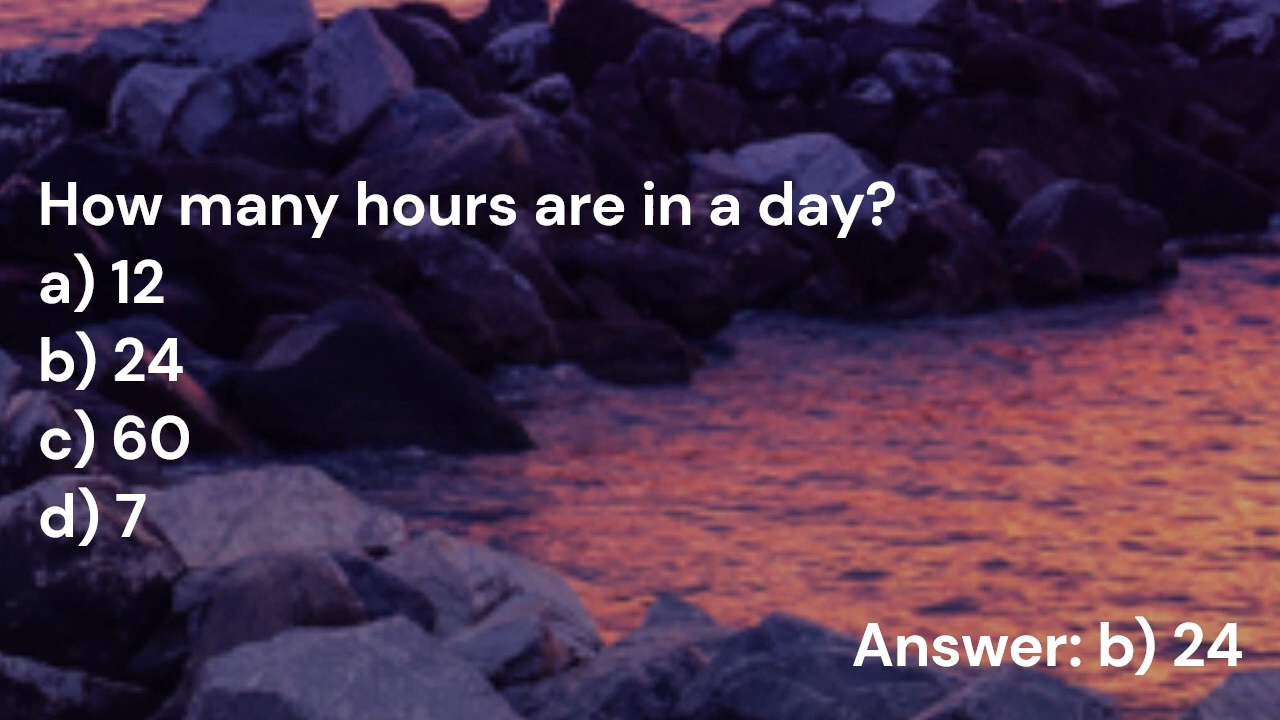 How many hours are in a day?
a) 12
b) 24
c) 60
d) 7
Answer: b) 24